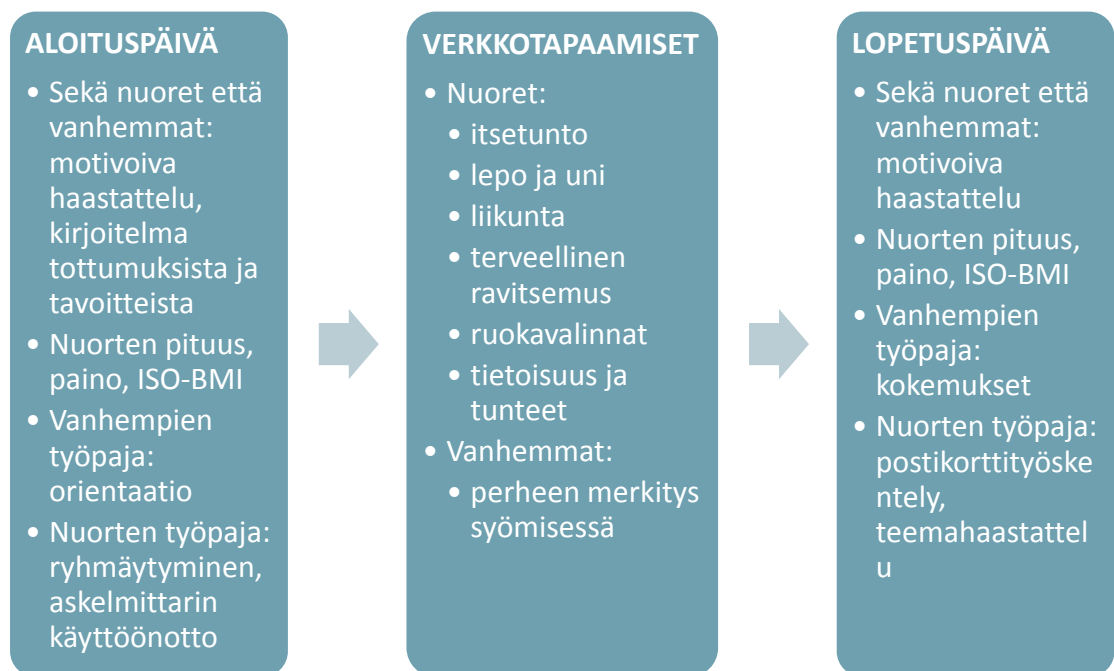 ALOITUSPÄIVÄ
• Sekä nuoret että
vanhemmat:
motivoiva
haastattelu,
kirjoitelma
tottumuksista ja
tavoitteista
• Nuorten pituus,
paino, ISO-BMI
• Vanhempien
työpaja:
orientaatio
• Nuorten työpaja:
ryhmäytyminen,
askelmittarin
käyttöönotto
VERKKOTAPAAMISET
• Nuoret:
• itsetunto
• lepo ja uni
• liikunta
• terveellinen
ravitsemus
• ruokavalinnat
• tietoisuus ja
tunteet
• Vanhemmat:
• perheen merkitys
syömisessä
LOPETUSPÄIVÄ
• Sekä nuoret että
vanhemmat:
motivoiva
haastattelu
• Nuorten pituus,
paino, ISO-BMI
• Vanhempien
työpaja:
kokemukset
• Nuorten työpaja:
postikorttityöske
ntely,
teemahaastattel
u